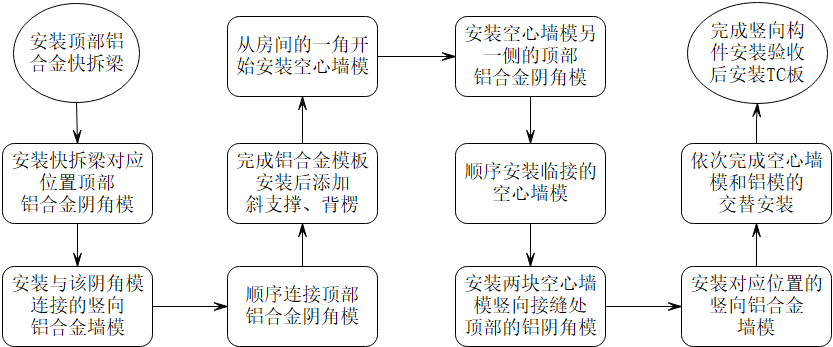 安装顶部铝
合金快拆梁
安装快拆梁对应
位置顶部
铝合金阴角模
安装与该阴角模
连接的竖向
铝合金墙模
顺序连接顶部
铝合金阴角模
完成铝合金模板
安装后添加
斜支撑、背楞
从房间的一角开
始安装空心墙模
安装空心墙模另
一侧的顶部
铝合金阴角模
顺序安装临接的
空心墙模
安装两块空心墙
模竖向接缝处
顶部的铝阴角模
安装对应位置的
竖向铝合金
墙模
依次完成空心墙
模和铝模的
交替安装
完成竖向构
件安装验收
后安装TC板